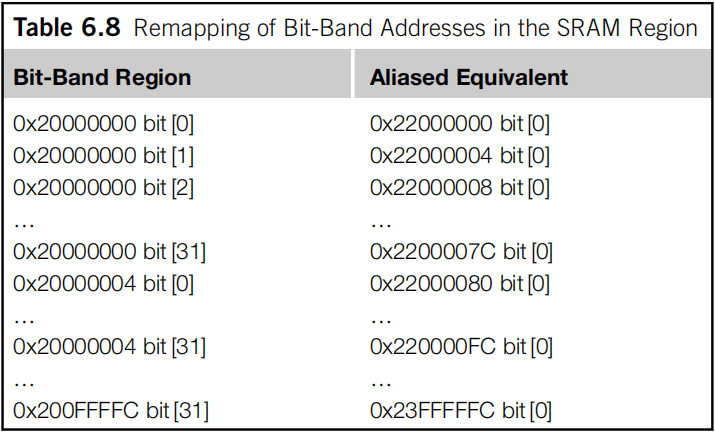 Table 6.8 Remapping of Bit-Band Addresses in the SRAM Region
Bit-Band Region Aliased Equivalent
0x20000000 bit [0] 0x22000000 bit [0]
0x20000000 bit [1] 0x22000004 bit [0]
0x20000000 bit [2] 0x22000008 bit [0]
… …
0x20000000 bit [31] 0x2200007C bit [0]
0x20000004 bit [0] 0x22000080 bit [0]
… …
0x20000004 bit [31] 0x220000FC bit [0]
… …
0x200FFFFC bit [31] 0x23FFFFFC bit [0]